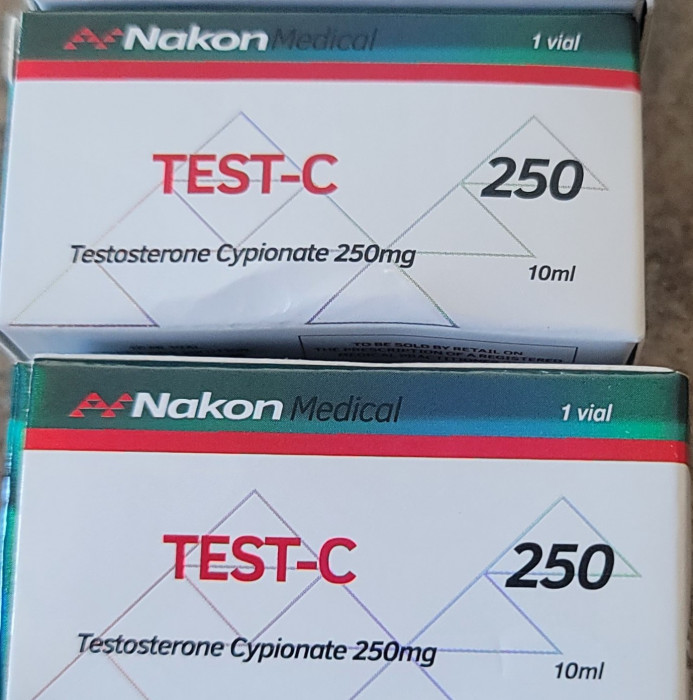 Nakon Medical
1 vial
TEST-C
250
Testosterone Cypionate 250mg
10ml
TO BE SOLD BY RETAIL ON
Nakon Medical
1 vial
TEST-C
250
Testosterone Cypionate 250mg
10ml